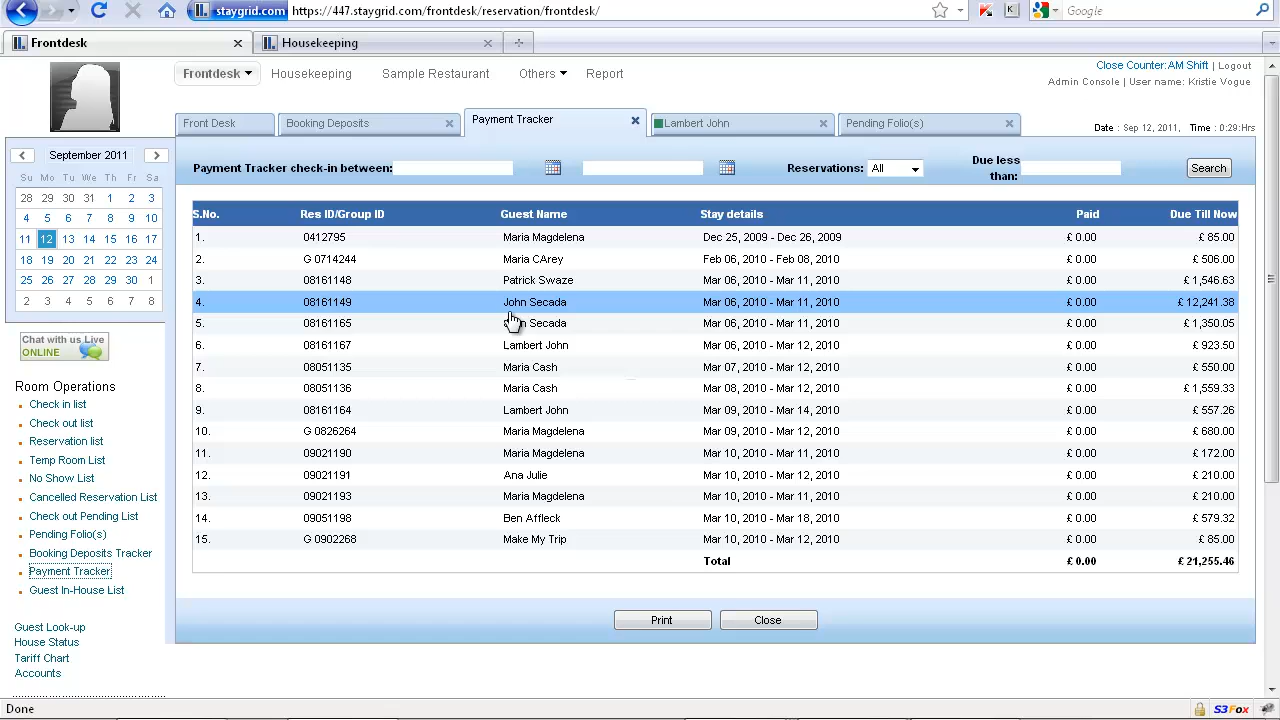 staygrid.com https://447.staygrid.com/frontdesk/reservation/frontdesk/ Google
Frontdesk Housekeeping
Frontdesk Housekeeping Sample Restaurant Others Report
Close Counter:AM Shift | Logout
Admin Console | User name: Kristie Vogue
Front Desk Booking Deposits Payment Tracker Lambert John Pending Folio(s)
Date : Sep 12, 2011, Time : 0:29:Hrs
September 2011
Su Mo Tu We Th Fr Sa
28 29 30 31 1 2 3
4 5 6 7 8 9 10
11 12 13 14 15 16 17
18 19 20 21 22 23 24
25 26 27 28 29 30 1
2 3 4 5 6 7 8
Chat with us Live
ONLINE
Room Operations
Check in list
Check out list
Reservation list
Temp Room List
No Show List
Cancelled Reservation List
Check out Pending List
Pending Folio(s)
Booking Deposits Tracker
Payment Tracker
Guest In-House List
Guest Look-up
House Status
Tariff Chart
Accounts
Payment Tracker check-in between: Reservations: All Due less than: Search
S.No. Res ID/Group ID Guest Name Stay details Paid Due Till Now
1. 0412795 Maria Magdelena Dec 25, 2009 - Dec 26, 2009 £ 0.00 £ 85.00
2. G 0714244 Maria CArey Feb 06, 2010 - Feb 08, 2010 £ 0.00 £ 506.00
3. 08161148 Patrick Swaze Mar 06, 2010 - Mar 11, 2010 £ 0.00 £ 1,546.63
4. 08161149 John Secada Mar 06, 2010 - Mar 11, 2010 £ 0.00 £ 12,241.38
5. 08161165 Secada Mar 06, 2010 - Mar 11, 2010 £ 0.00 £ 1,350.05
6. 08161167 Lambert John Mar 06, 2010 - Mar 12, 2010 £ 0.00 £ 923.50
7. 08051135 Maria Cash Mar 07, 2010 - Mar 12, 2010 £ 0.00 £ 550.00
8. 08051136 Maria Cash Mar 08, 2010 - Mar 12, 2010 £ 0.00 £ 1,559.33
9. 08161164 Lambert John Mar 09, 2010 - Mar 14, 2010 £ 0.00 £ 557.26
10. G 0826264 Maria Magdelena Mar 09, 2010 - Mar 12, 2010 £ 0.00 £ 680.00
11. 09021190 Maria Magdelena Mar 10, 2010 - Mar 11, 2010 £ 0.00 £ 172.00
12. 09021191 Ana Julie Mar 10, 2010 - Mar 11, 2010 £ 0.00 £ 210.00
13. 09021193 Maria Magdelena Mar 10, 2010 - Mar 11, 2010 £ 0.00 £ 210.00
14. 09051198 Ben Affleck Mar 10, 2010 - Mar 18, 2010 £ 0.00 £ 579.32
15. G 0902268 Make My Trip Mar 10, 2010 - Mar 12, 2010 £ 0.00 £ 85.00
Total £ 0.00 £ 21,255.46
Print Close
Done S3Fox